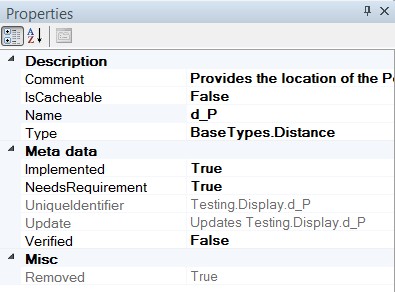 Properties
Description
Comment Provides the location of the
IsCacheable False
Name d_P
Type BaseTypes.Distance
Meta data
Implemented True
NeedsRequirement True
UniqueIdentifier Testing.Display.d_P
Update Updates Testing.Display.d_P
Verified False
Misc
Removed True